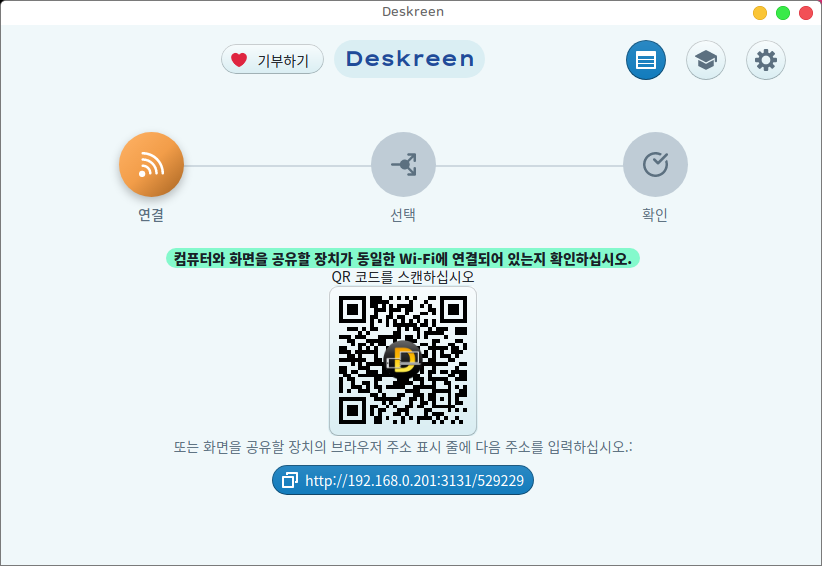 Deskreen
기부하기
Deskreen
연결
선택
확인
컴퓨터와 화면을 공유할 장치가 동일한 Wi-Fi에 연결되어 있는지 확인하십시오.
QR 코드를 스캔하십시오
D
또는 화면을 공유할 장치의 브라우저 주소 표시 줄에 다음 주소를 입력하십시오.:
http://192.168.0.201:3131/529229